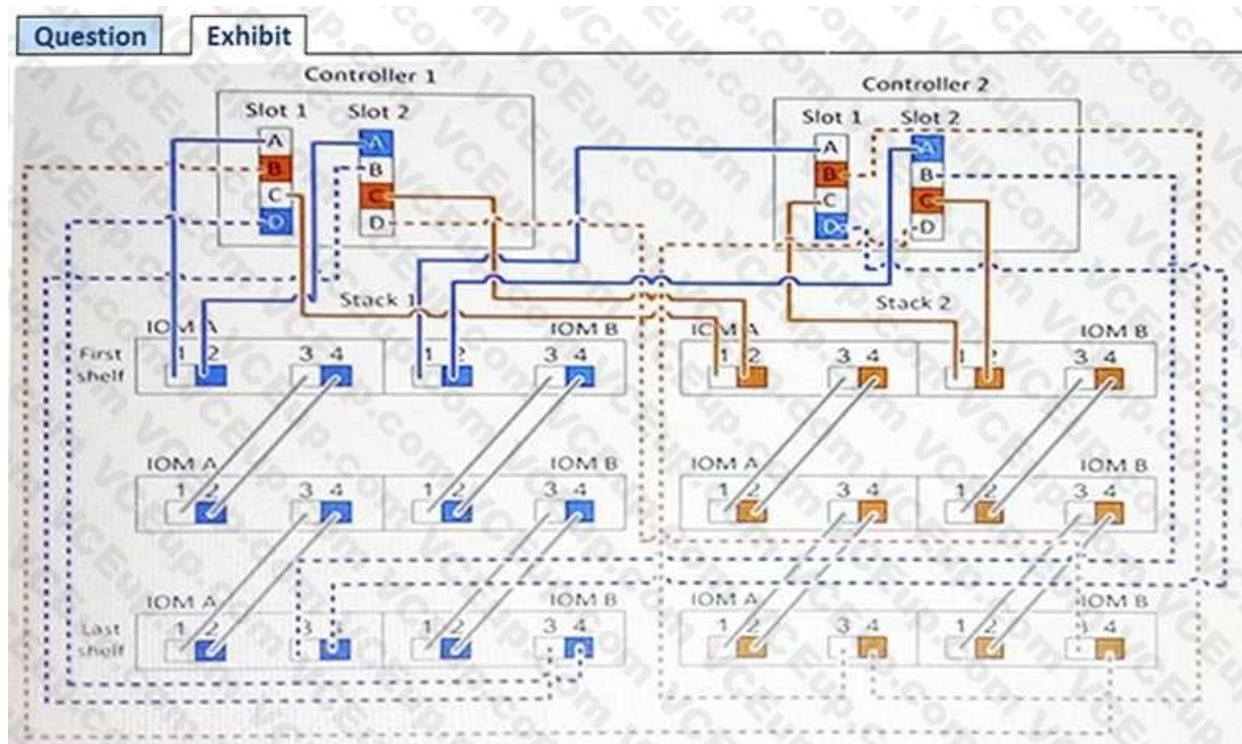 Question Exhibit
Controller 1 Controller 2
Slot 1 Slot 2 Slot 1 Slot 2
A A A A
B B B B
C C C C
D D D D
Stack 1 Stack 2
IOM A IOM B IOM A IOM B
First shelf
1 2 3 4 1 2 3 4 1 2 3 4 1 2 3 4
IOM A IOM B IOM A IOM B
1 2 3 4 1 2 3 4 1 2 3 4 1 2 3 4
IOM A IOM B IOM A IOM B
Last shelf
1 2 3 1 2 3 4 1 2 3 4 1 2 4
VCEup.com